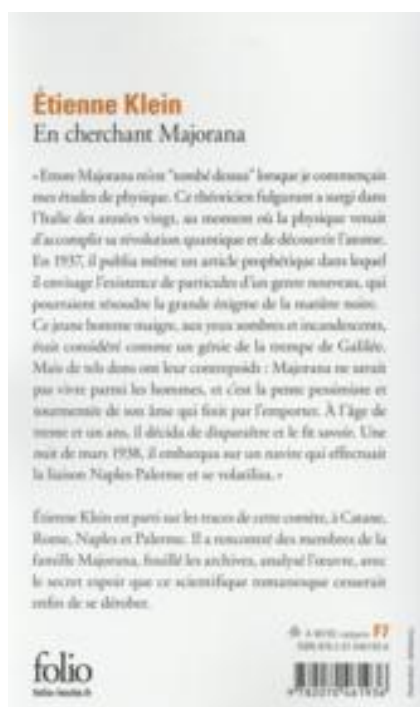 Étienne Klein
En cherchant Majorana
« Ettore Majorana m'est "tombé dessus" lorsque je commençais
mes études de physique. Ce théoricien fulgurant a surgi dans
l'Italie des années vingt, au moment où la physique venait
d'accomplir sa révolution quantique et de découvrir l'atome.
En 1937, il publia même un article prophétique dans lequel
il envisage l'existence de particules d'un genre nouveau, qui
pourraient résoudre la grande énigme de la matière noire.
Ce jeune homme maigre, aux yeux sombres et incandescents,
était considéré comme un génie de la trempe de Galilée.
Mais de tels dons ont leur contrepoids : Majorana ne savait
pas vivre parmi les hommes, et c'est la pente pessimiste et
tourmentée de son âme qui finit par l'emporter. À l'âge de
trente et un ans, il décida de disparaître et le fit savoir. Une
nuit de mars 1938, il embarqua sur un navire qui effectuait
la liaison Naples-Palerme et se volatilisa. »
Étienne Klein est parti sur les traces de cette comète, à Catane,
Rome, Naples et Palerme. Il a rencontré des membres de la
famille Majorana, fouillé les archives, analysé l'œuvre, avec
le secret espoir que ce scientifique romanesque cesserait
enfin de se dérober.
F7
folio
folio-lesite.fr